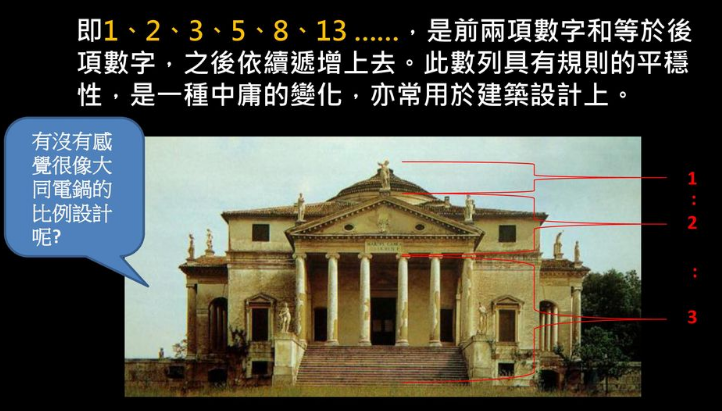 即1、2、3、5、8、13 ......，是前兩項數字和等於後
項數字，之後依續遞增上去。此數列具有規則的平穩
性，是一種中庸的變化，亦常用於建築設計上。
有沒有感
覺很像大
同電鍋的
比例設計
呢?
1
:
2
:
3